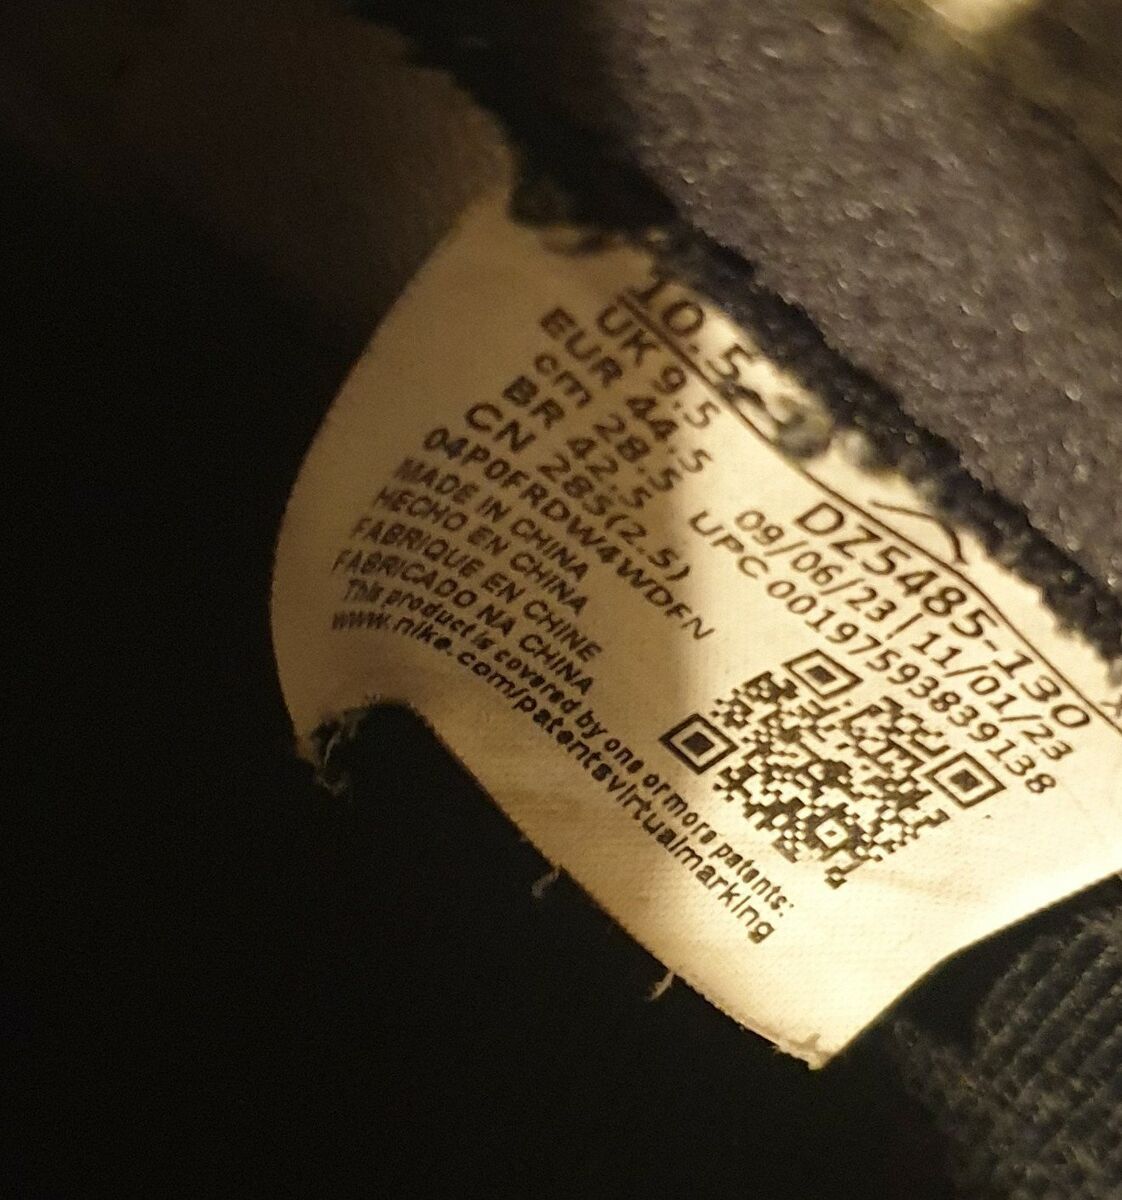 10.5
UK 9.5
EUR 44.5
cm 28.5
BR 42.5
CN 285(2.5)
04P0FRDW4WDFN
MADE IN CHINA
HECHO EN CHINA
FABRIQUE EN CHINE
FABRICADO NA CHINA
This product is covered by one or more patents:
www.nike.com/patentsvirtualmarking
DZ5485-130
09/06/23 | 11/01/23
UPC 00197593839138